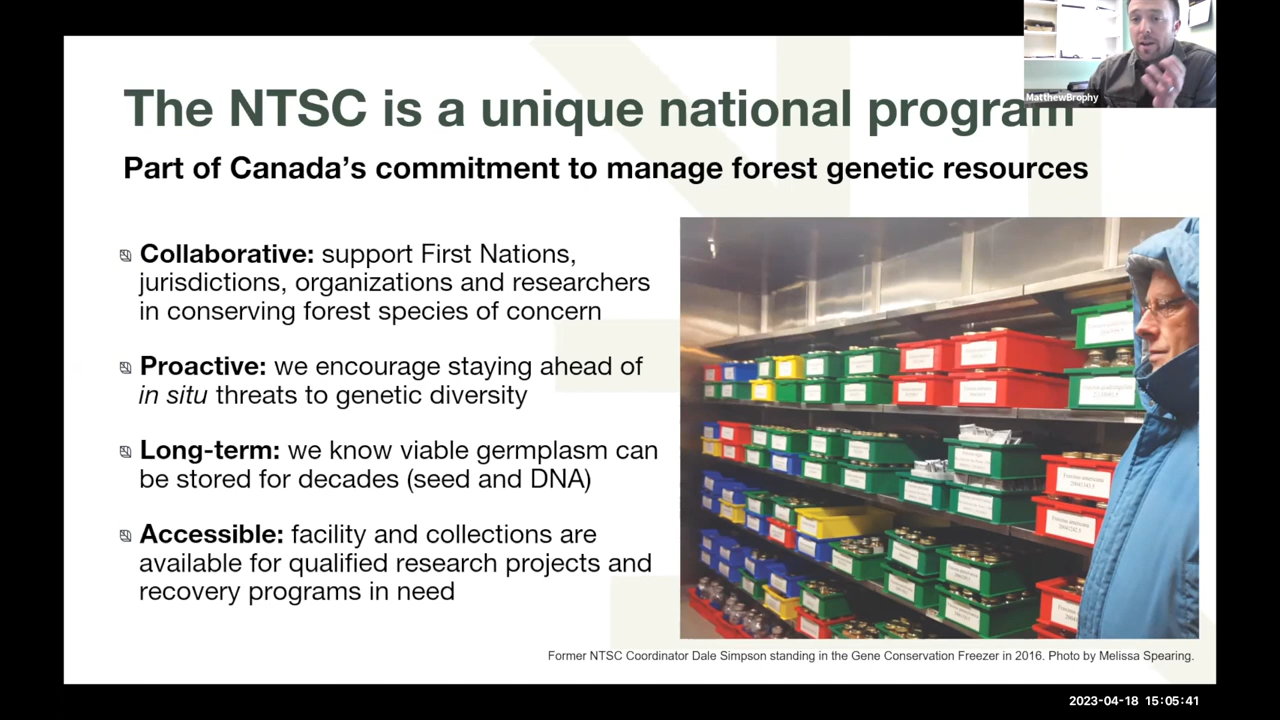 The NTSC is a unique national program
MatthewBrophy
Part of Canada's commitment to manage forest genetic resources
Collaborative: support First Nations,
jurisdictions, organizations and researchers
in conserving forest species of concern
Proactive: we encourage staying ahead of
in situ threats to genetic diversity
Long-term: we know viable germplasm can
be stored for decades (seed and DNA)
Accessible: facility and collections are
available for qualified research projects and
recovery programs in need
Former NTSC Coordinator Dale Simpson standing in the Gene Conservation Freezer in 2016. Photo by Melissa Spearing.
2023-04-18 15:05:41